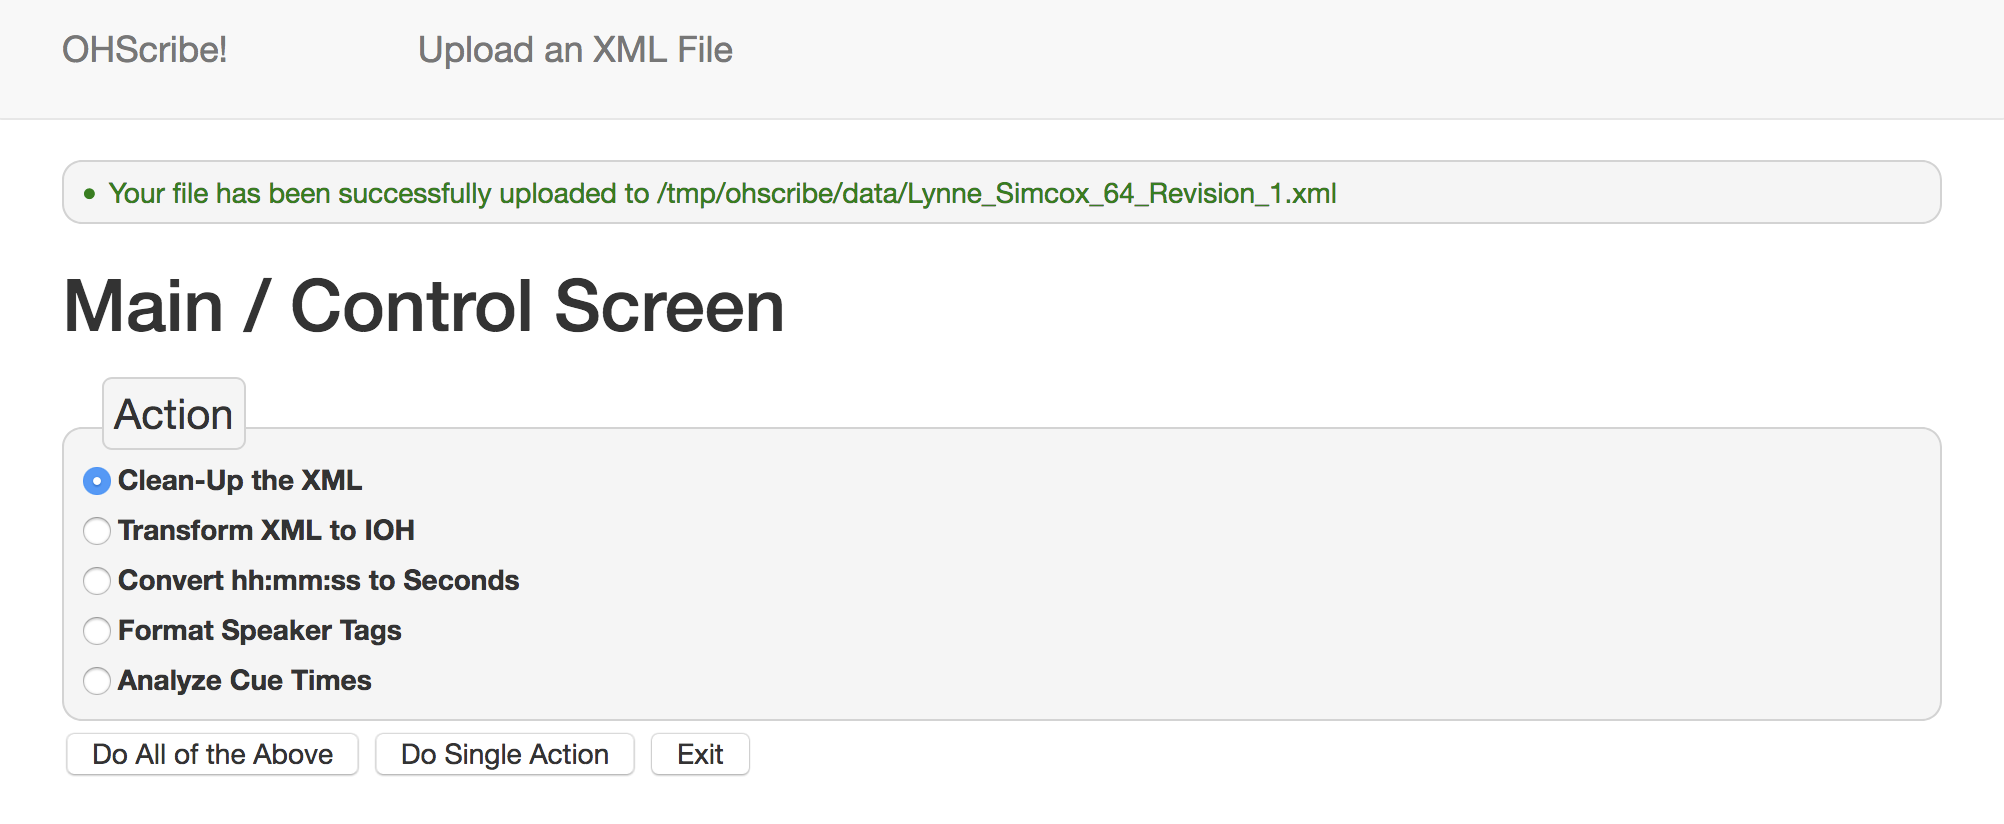 OHScribe! Upload an XML File
Your file has been successfully uploaded to /tmp/ohscribe/data/Lynne_Simcox_64_Revision_1.xml
Main / Control Screen
Action
Clean-Up the XML
Transform XML to IOH
Convert hh:mm:ss to Seconds
Format Speaker Tags
Analyze Cue Times
Do All of the Above Do Single Action Exit